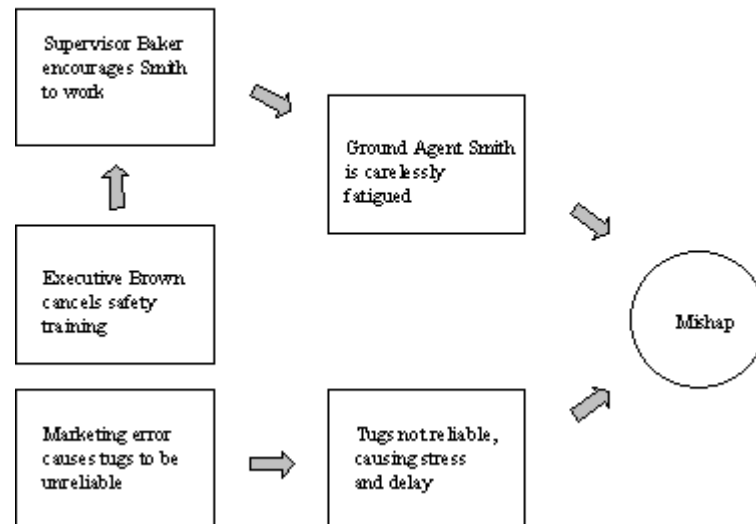 Supervisor Baker
encourages Smith
to work
Ground Agent Smith
is carelessly
fatigued
Executive Brown
cancels safety
training
Mishap
Marketing error
causes tugs to be
unreliable
Tugs not reliable,
causing stress
and delay